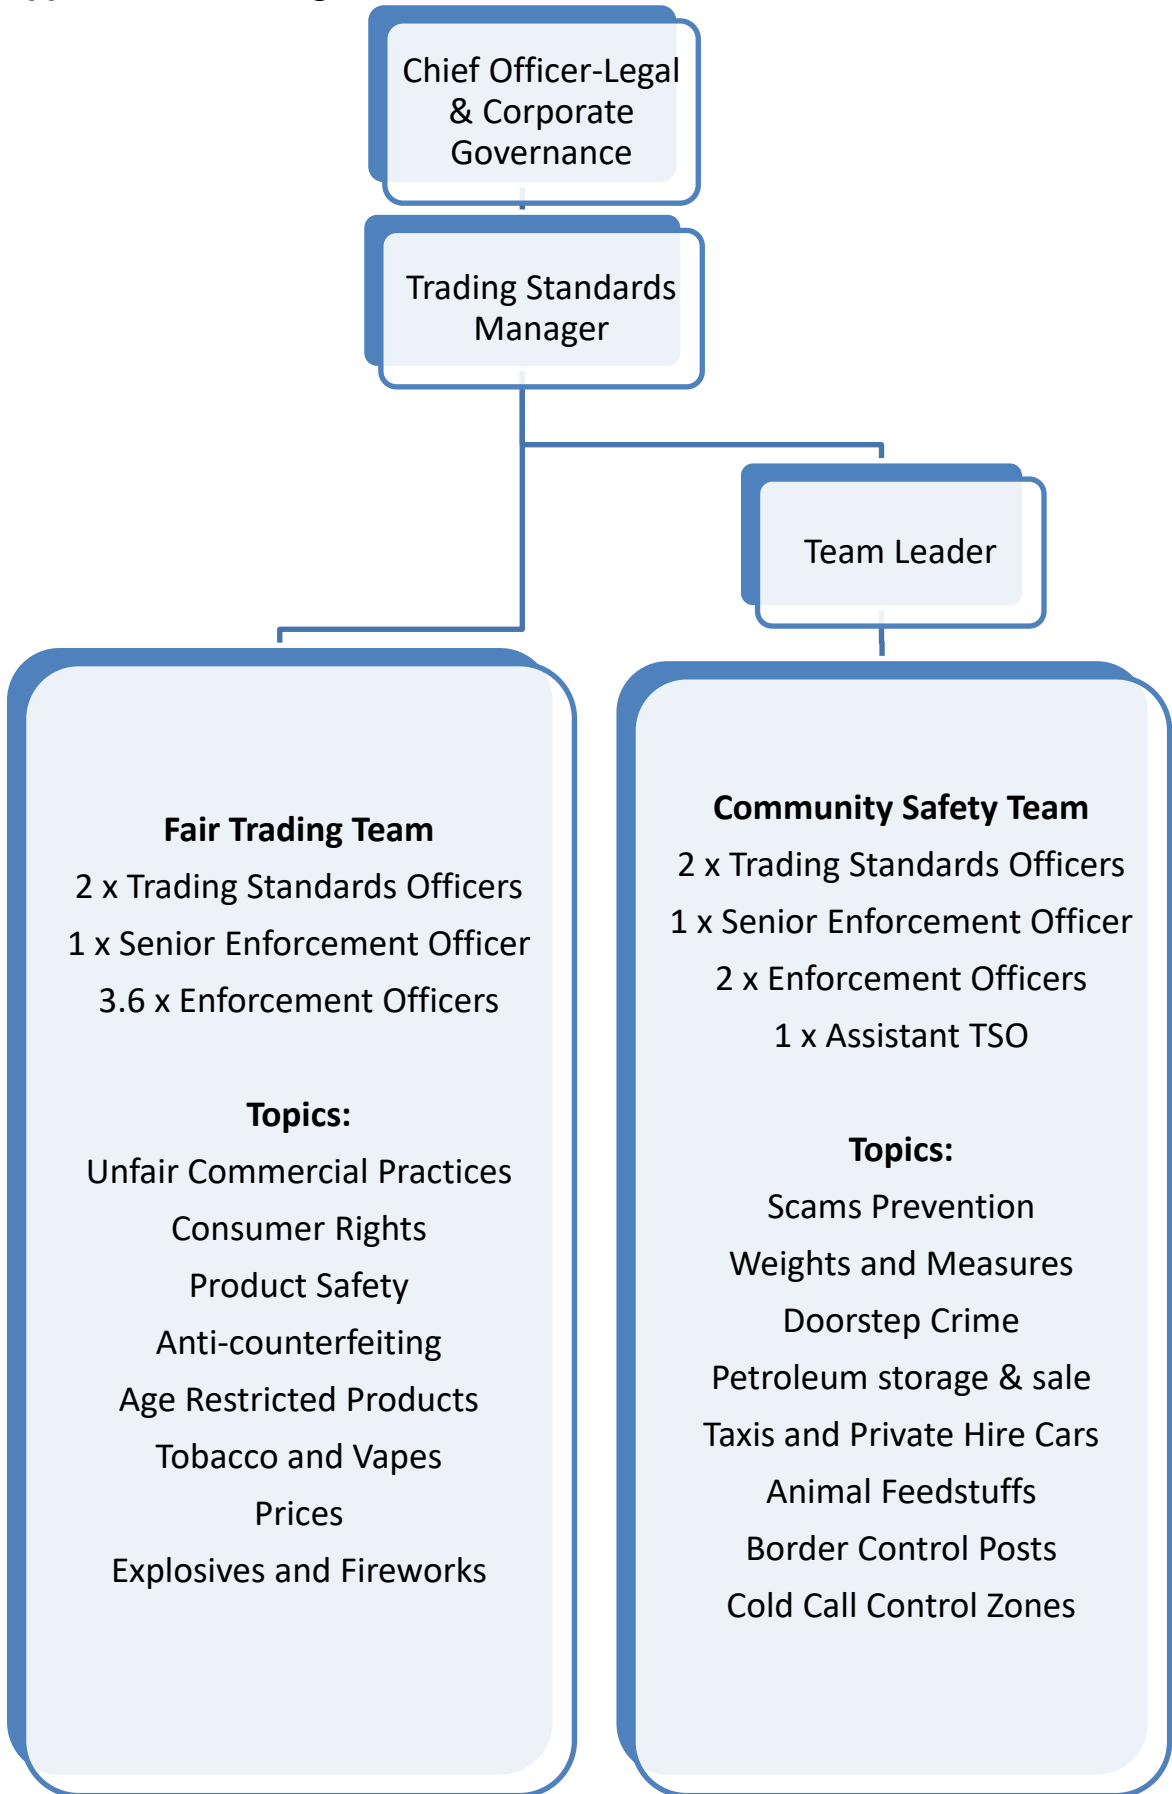 Chief Officer-Legal
& Corporate
Governance
Trading Standards
Manager
Team Leader
Fair Trading Team
2 x Trading Standards Officers
1 x Senior Enforcement Officer
3.6 x Enforcement Officers
Topics:
Unfair Commercial Practices
Consumer Rights
Product Safety
Anti-counterfeiting
Age Restricted Products
Tobacco and Vapes
Prices
Explosives and Fireworks
Community Safety Team
2 x Trading Standards Officers
1 x Senior Enforcement Officer
2 x Enforcement Officers
1 x Assistant TSO
Topics:
Scams Prevention
Weights and Measures
Doorstep Crime
Petroleum storage & sale
Taxis and Private Hire Cars
Animal Feedstuffs
Border Control Posts
Cold Call Control Zones